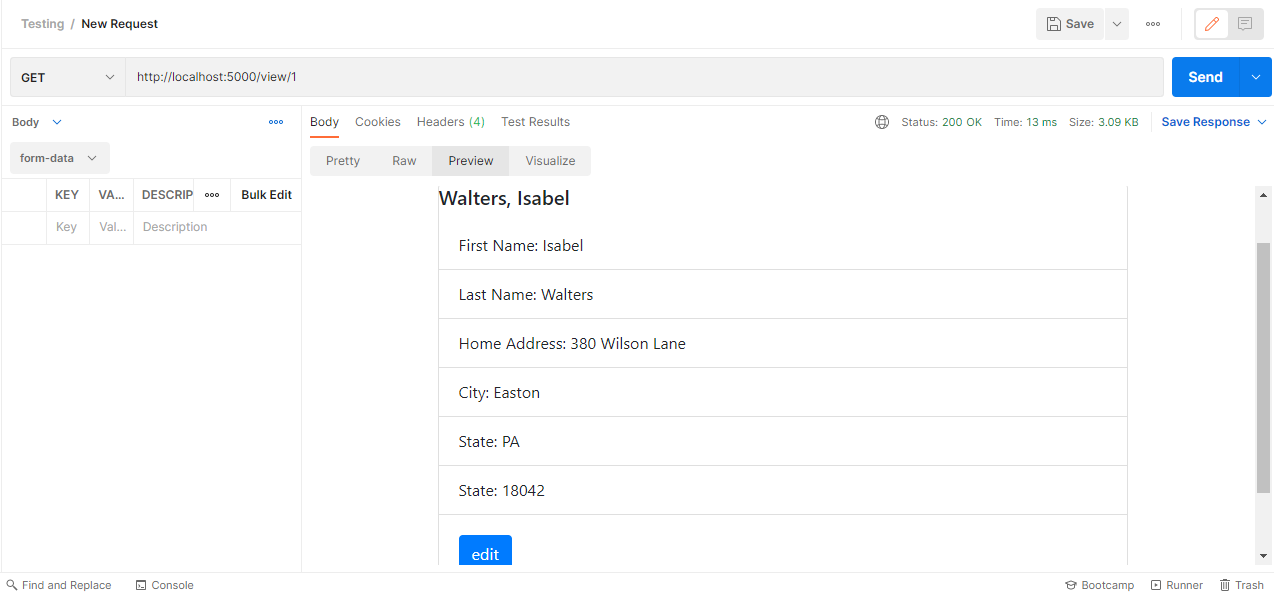 Testing / New Request
Save
GET
http://localhost:5000/view/1
Send
Body
form-data
KEY VA... DESCRIP Bulk Edit
Key Val... Description
Body Cookies Headers (4) Test Results
Status: 200 OK Time: 13 ms Size: 3.09 KB Save Response
Pretty Raw Preview Visualize
Walters, Isabel
First Name: Isabel
Last Name: Walters
Home Address: 380 Wilson Lane
City: Easton
State: PA
State: 18042
edit
Find and Replace Console
Bootcamp Runner Trash